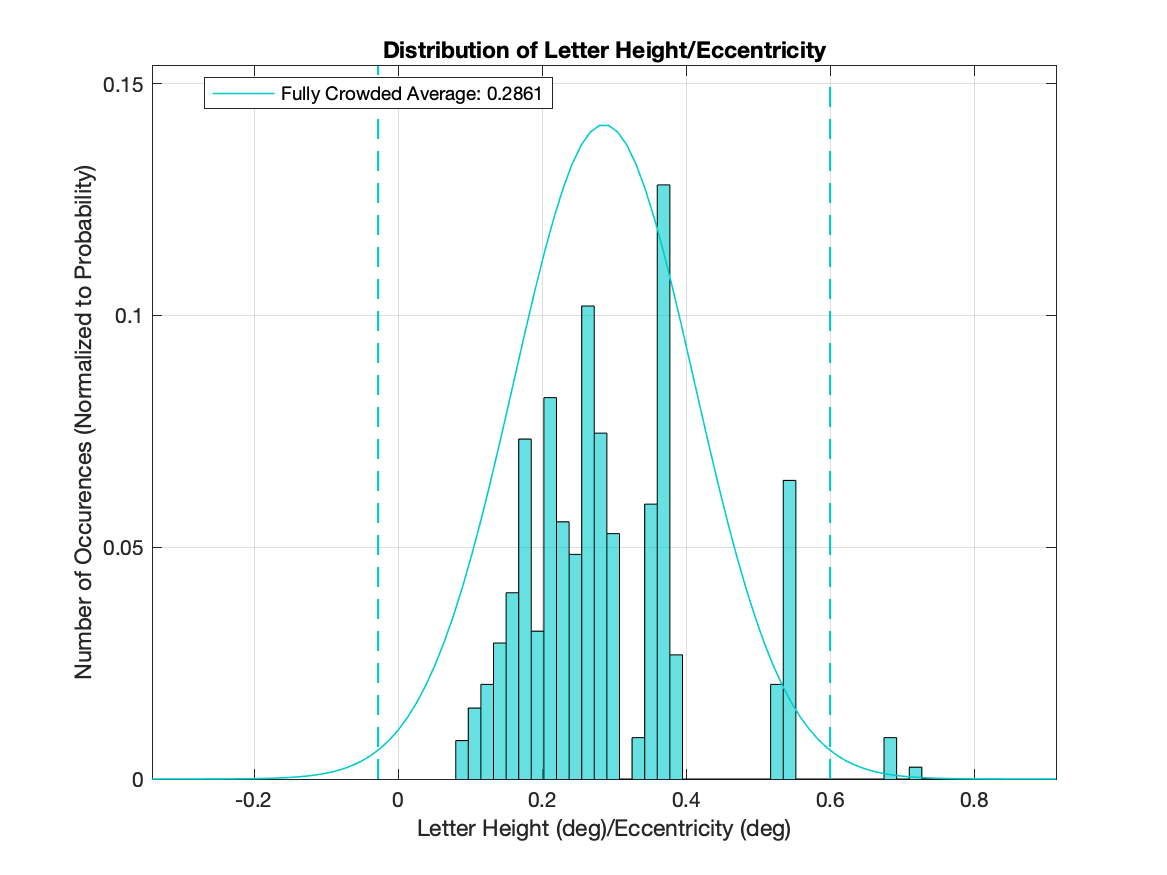 Distribution of Letter Height/Eccentricity
Fully Crowded Average: 0.2861
Number of Occurences (Normalized to Probability)
0.15
0.1
0.05
0
-0.2 0 0.2 0.4 0.6 0.8
Letter Height (deg)/Eccentricity (deg)